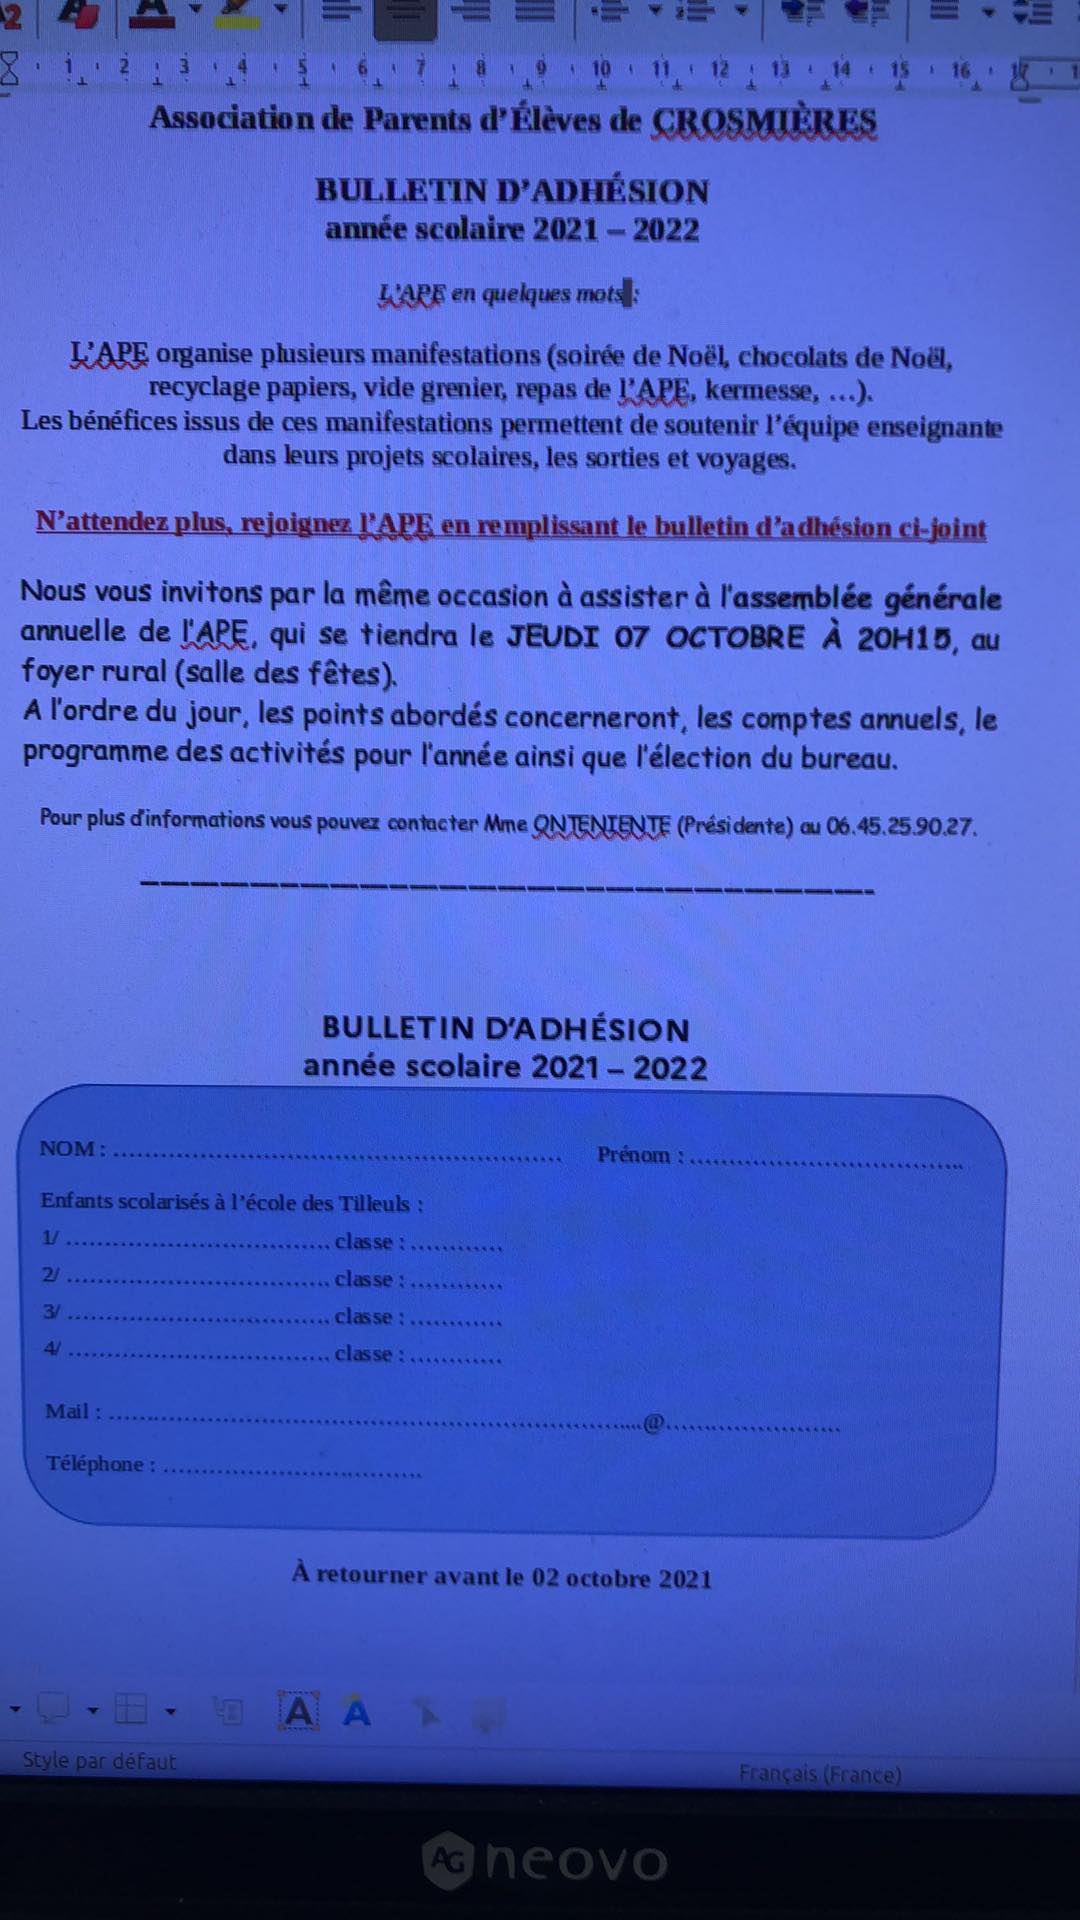 1 2 3 4 5 6 7 8 9 10 11 12 13 14 15 16 17
Association de Parents d'Élèves de CROSMIÈRES
BULLETIN D'ADHÉSION
année scolaire 2021 – 2022
L'APE en quelques mots :
L'APE organise plusieurs manifestations (soirée de Noël, chocolats de Noël,
recyclage papiers, vide grenier, repas de l'APE, kermesse, ...).
Les bénéfices issus de ces manifestations permettent de soutenir l'équipe enseignante
dans leurs projets scolaires, les sorties et voyages.
N'attendez plus, rejoignez l'APE en remplissant le bulletin d'adhésion ci-joint
Nous vous invitons par la même occasion à assister à l'assemblée générale
annuelle de l'APE, qui se tiendra le JEUDI 07 OCTOBRE À 20H15, au
foyer rural (salle des fêtes).
A l'ordre du jour, les points abordés concerneront, les comptes annuels, le
programme des activités pour l'année ainsi que l'élection du bureau.
Pour plus d'informations vous pouvez contacter Mme ONTENIENTE (Présidente) au 06.45.25.90.27.
BULLETIN D'ADHÉSION
année scolaire 2021 – 2022
NOM : .......................................................... Prénom : ...................................
Enfants scolarisés à l'école des Tilleuls :
1/ .................................. classe : ............
2/ .................................. classe : ............
3/ .................................. classe : ............
4/ .................................. classe : ............
Mail : .....................................................................@.......................
Téléphone : ..................................
À retourner avant le 02 octobre 2021
A A
Style par défaut Français (France)
AG neovo